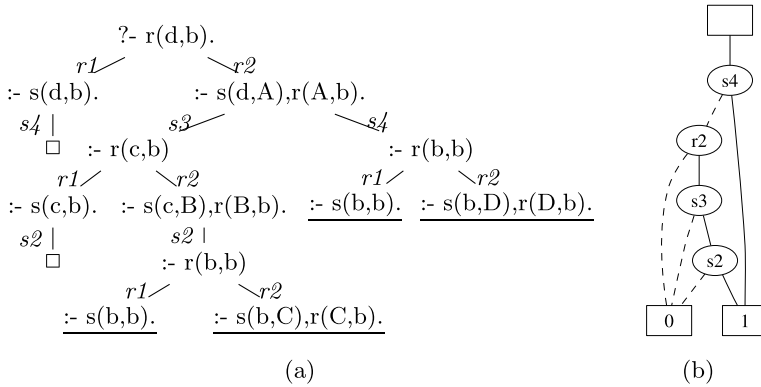 ?- r(d,b).
r1 r2
:- s(d,b). :- s(d,A),r(A,b).
s4 s3 s4
:- r(c,b) :- r(b,b)
r1 r2 r1 r2
:- s(c,b). :- s(c,B),r(B,b). :- s(b,b). :- s(b,D),r(D,b).
s2 s2
:- r(b,b)
r1 r2
:- s(b,b). :- s(b,C),r(C,b).
(a)
s4
r2
s3
s2
0 1
(b)